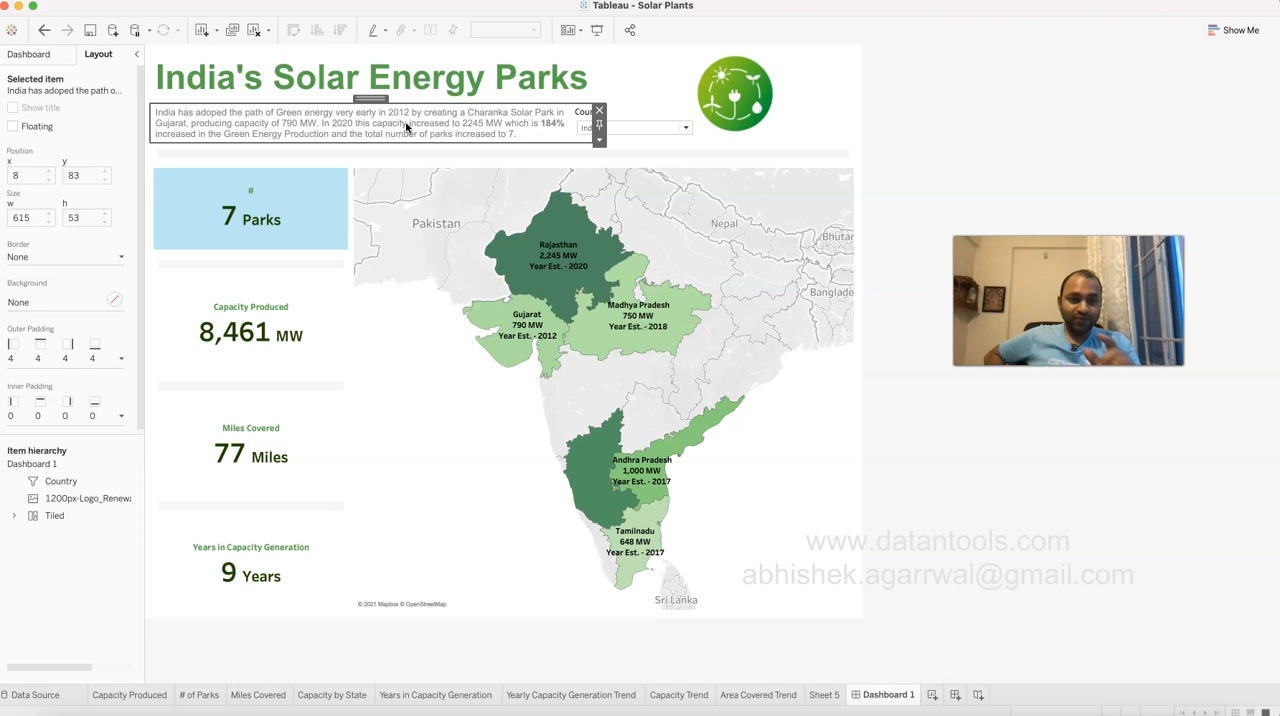 Tableau - Solar Plants
Show Me
Dashboard
Layout
Selected item
India has adopted the path o...
Show title
Floating
Position
x
y
8
83
Size
w
h
615
53
Border
None
Background
None
Outer Padding
4
4
4
4
Inner Padding
0
0
0
0
Item hierarchy
Dashboard 1
Country
1200px-Logo_Renewa
Tiled
India's Solar Energy Parks
India has adopted the path of Green energy very early in 2012 by creating a Charanka Solar Park in
Gujarat, producing capacity of 790 MW. In 2020 this capacity increased to 2245 MW which is 184%
increased in the Green Energy Production and the total number of parks increased to 7.
Cour
Ind
#
7 Parks
Capacity Produced
8,461 MW
Miles Covered
77 Miles
Years in Capacity Generation
9 Years
Pakistan
Nepal
Bhutan
Banglade
Rajasthan
2,245 MW
Year Est. - 2020
Gujarat
790 MW
Year Est. - 2012
Madhya Pradesh
750 MW
Year Est. - 2018
Andhra Pradesh
1,000 MW
Year Est. - 2017
Tamilnadu
648 MW
Year Est. - 2017
Sri Lanka
© 2021 Mapbox © OpenStreetMap
www.datantools.com
abhishek.agarrwal@gmail.com
Data Source
Capacity Produced
# of Parks
Miles Covered
Capacity by State
Years in Capacity Generation
Yearly Capacity Generation Trend
Capacity Trend
Area Covered Trend
Sheet 5
Dashboard 1